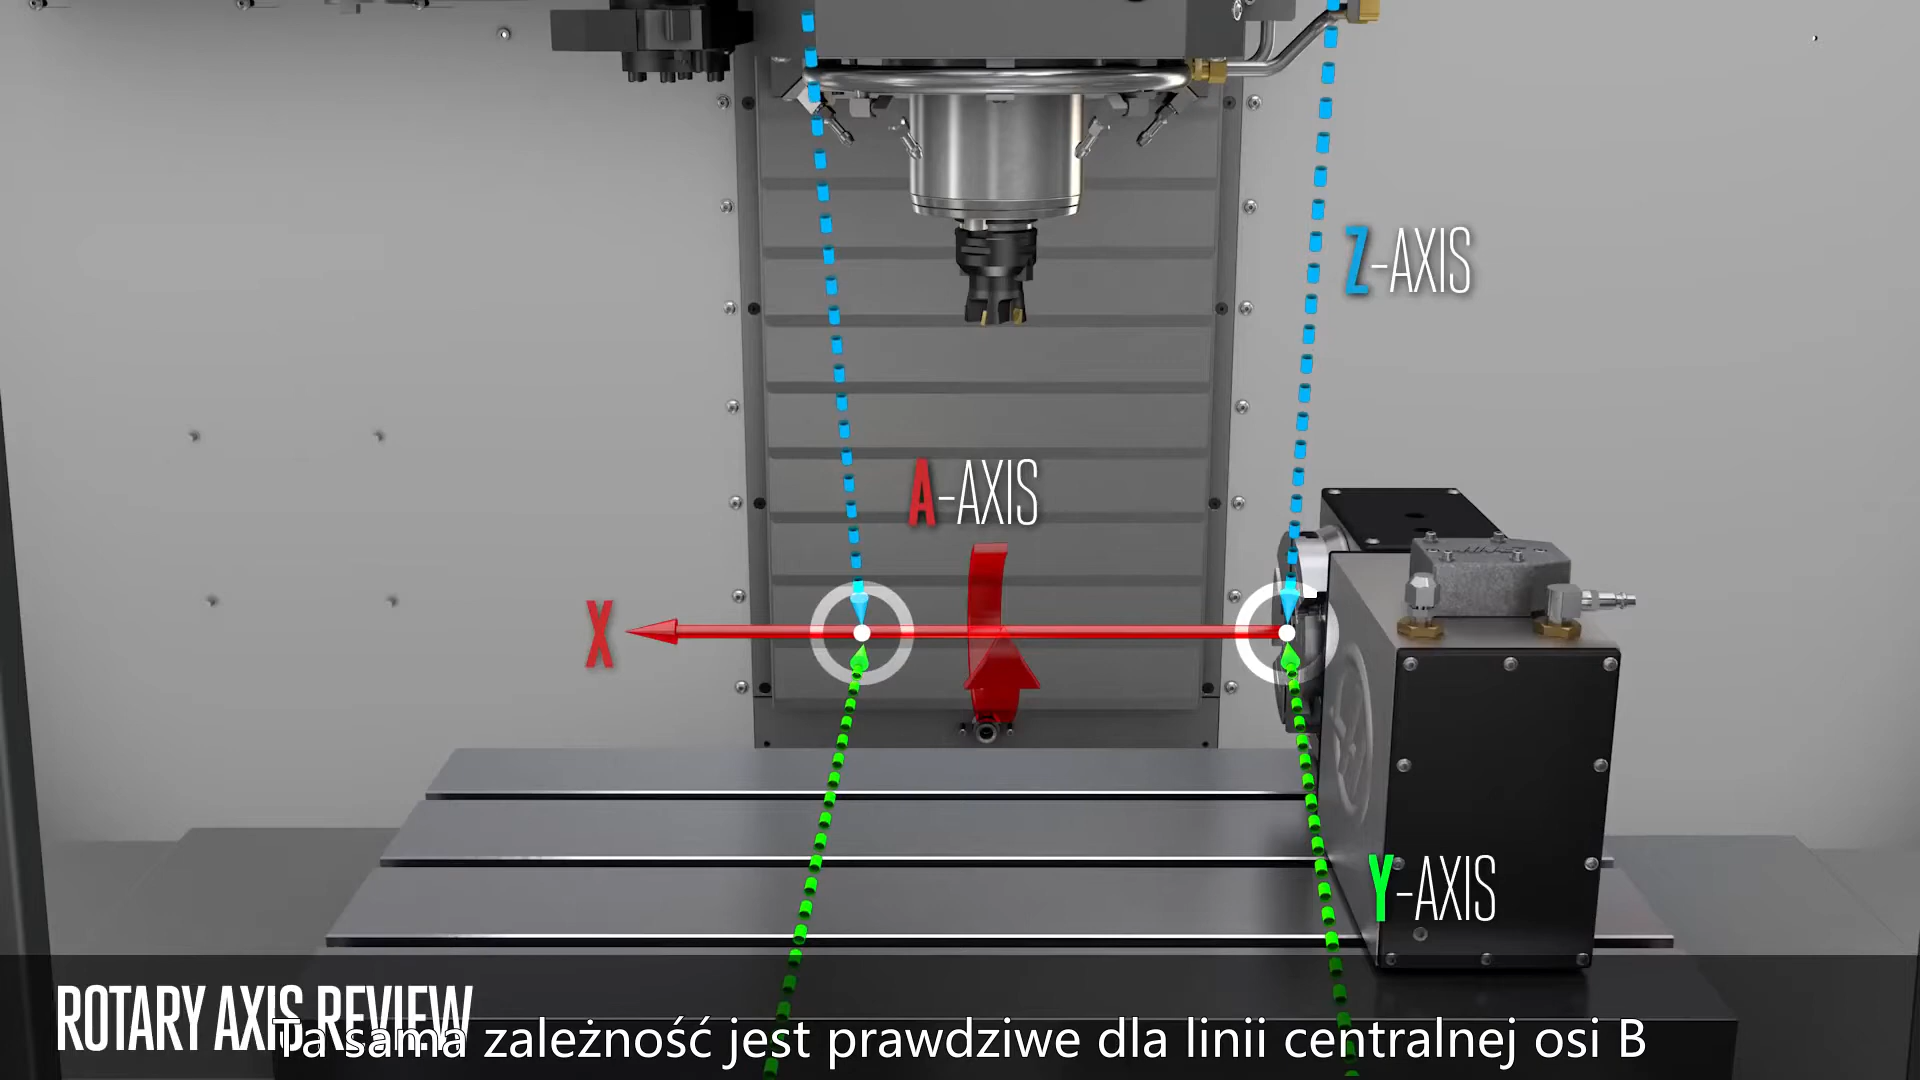 Z-AXIS
A-AXIS
X
Y-AXIS
ROTARY AXIS REVIEW
Ta sama zależność jest prawdziwe dla linii centralnej osi B